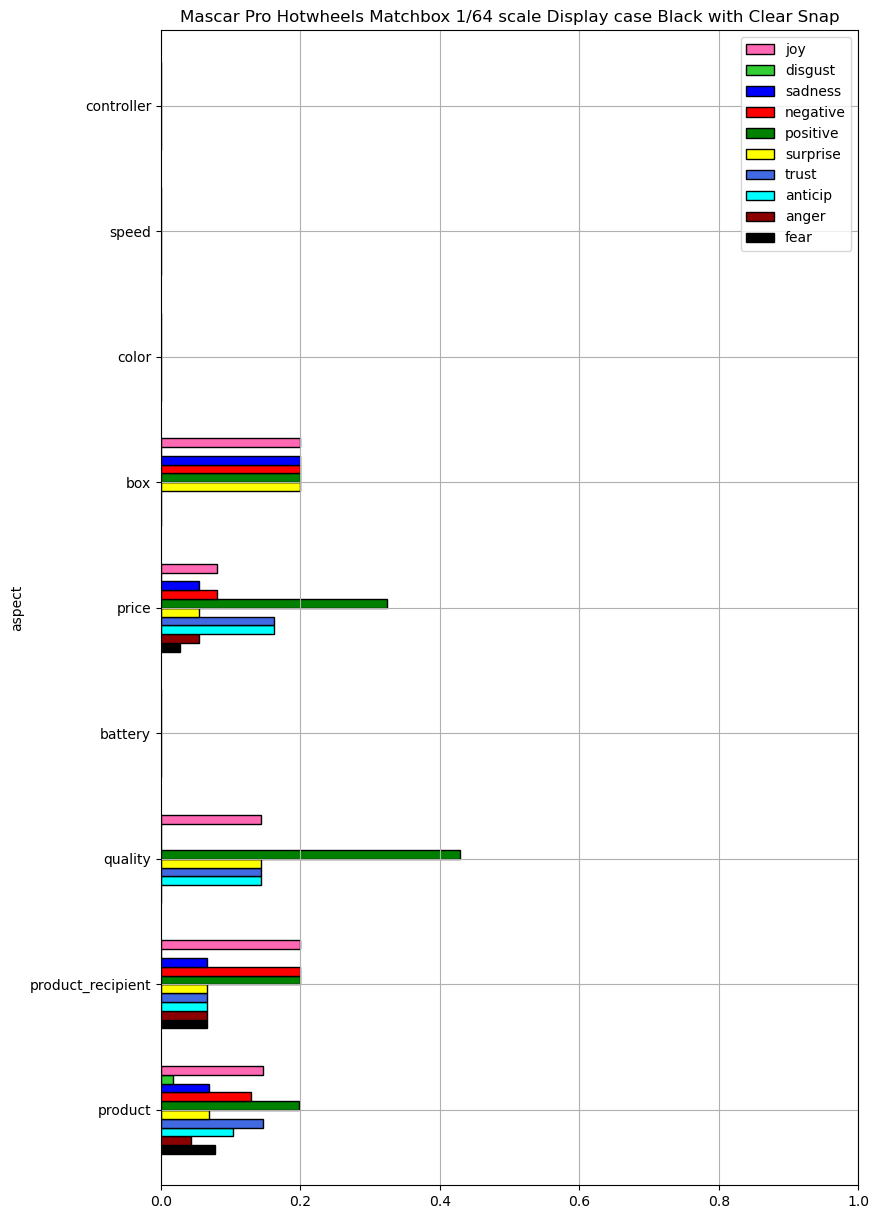 Mascar Pro Hotwheels Matchbox 1/64 scale Display case Black with Clear Snap
joy
disgust
sadness
negative
positive
surprise
trust
anticip
anger
fear
controller
speed
color
box
price
battery
quality
product_recipient
product
aspect
0.0 0.2 0.4 0.6 0.8 1.0